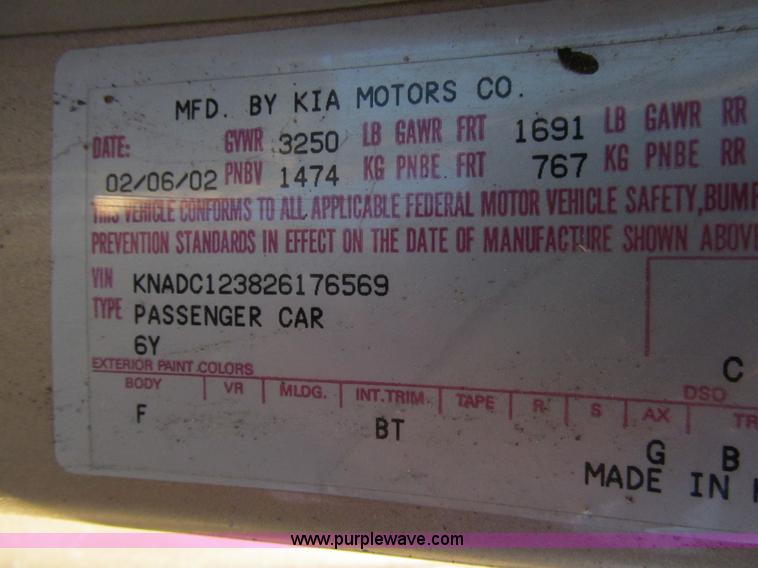 MFD. BY KIA MOTORS CO.
DATE: GVWR 3250 LB GAWR FRT 1691 LB GAWR RR
02/06/02 PNBV 1474 KG PNBE FRT 767 KG PNBE RR
THIS VEHICLE CONFORMS TO ALL APPLICABLE FEDERAL MOTOR VEHICLE SAFETY, BUMP
PREVENTION STANDARDS IN EFFECT ON THE DATE OF MANUFACTURE SHOWN ABOVE
VIN KNADC123826176569
TYPE PASSENGER CAR
6Y
EXTERIOR PAINT COLORS C
BODY VR MLDG. INT.TRIM TAPE R S AX DSO TR
F BT G B
MADE IN
www.purplewave.com